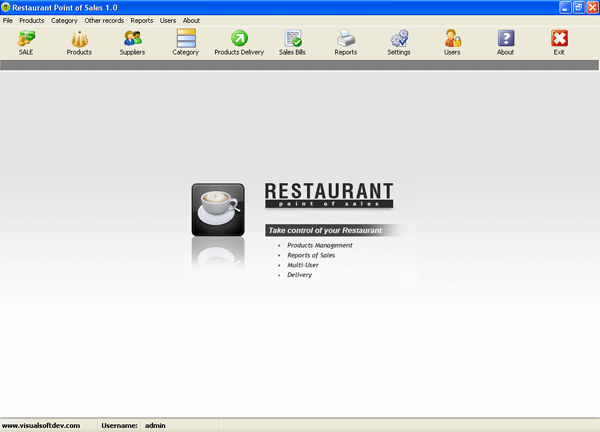 Restaurant Point of Sales 1.0
File Products Category Other records Reports Users About
SALE Products Suppliers Category Products Delivery Sales Bills Reports Settings Users About Exit
RESTAURANT
point of sales
Take control of your Restaurant
• Products Management
• Reports of Sales
• Multi-User
• Delivery
www.visualsoftdev.com Username: admin